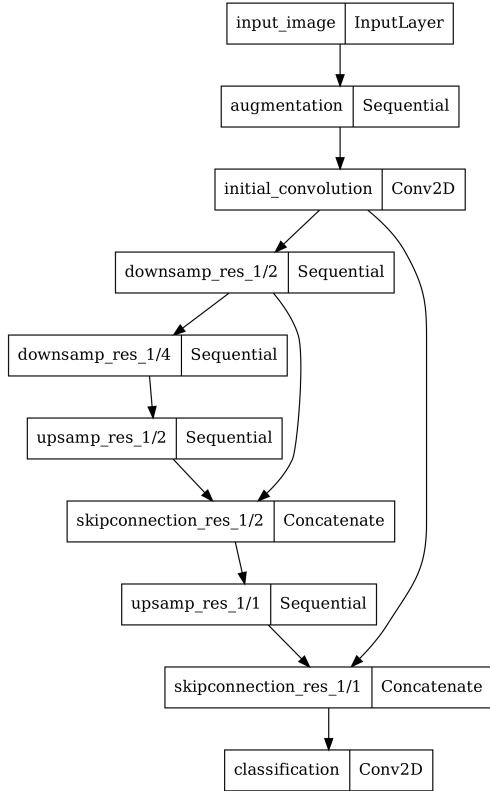 input_image InputLayer
augmentation Sequential
initial_convolution Conv2D
downsamp_res_1/2 Sequential
downsamp_res_1/4 Sequential
upsamp_res_1/2 Sequential
skipconnection_res_1/2 Concatenate
upsamp_res_1/1 Sequential
skipconnection_res_1/1 Concatenate
classification Conv2D